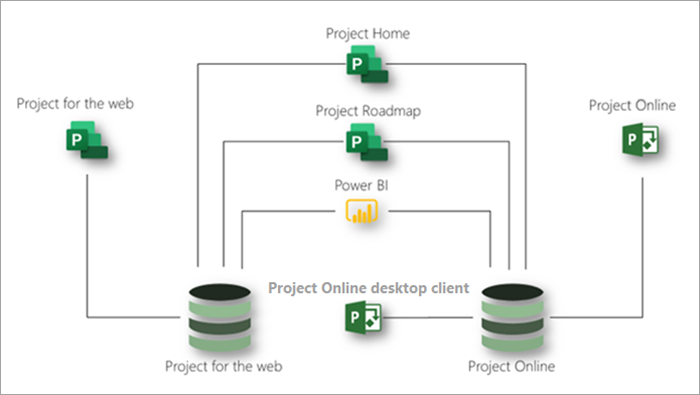 Project Home
Project for the web
Project Roadmap
Project Online
P
P
P
P
Power BI
Project Online desktop client
P
Project for the web
Project Online